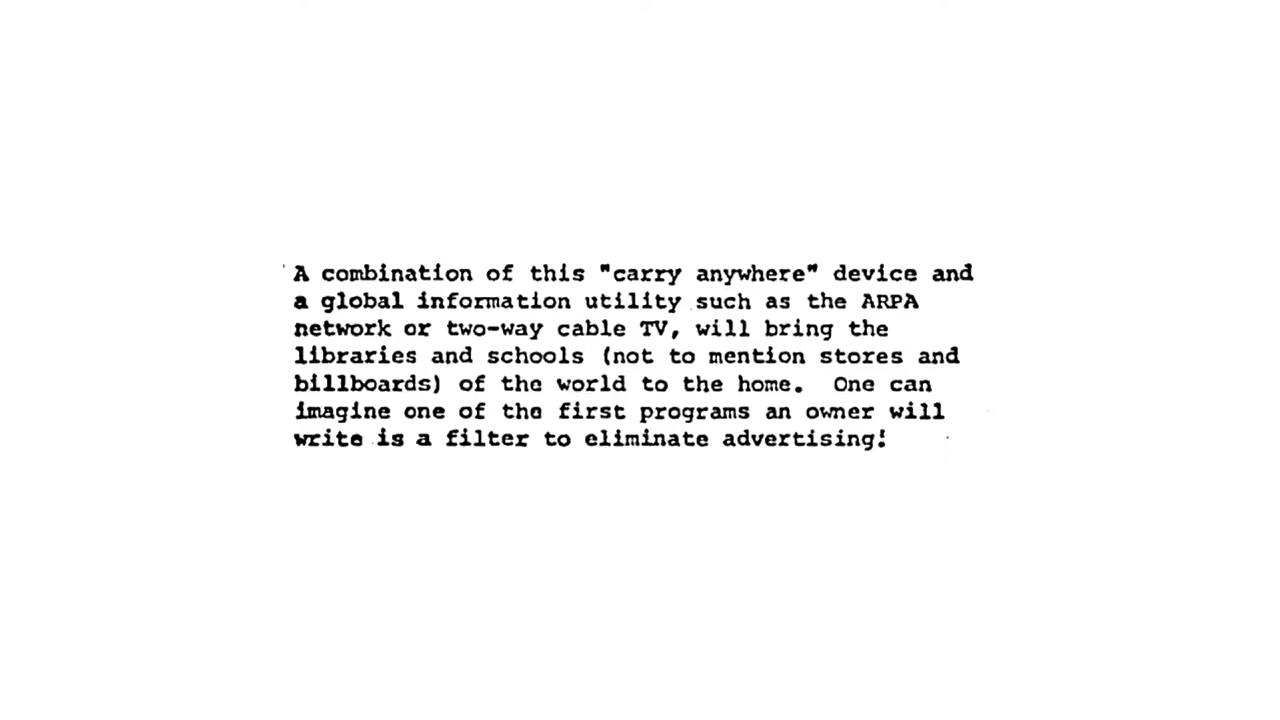 A combination of this "carry anywhere" device and
a global information utility such as the ARPA
network or two-way cable TV, will bring the
libraries and schools (not to mention stores and
billboards) of the world to the home.  One can
imagine one of the first programs an owner will
write is a filter to eliminate advertising!